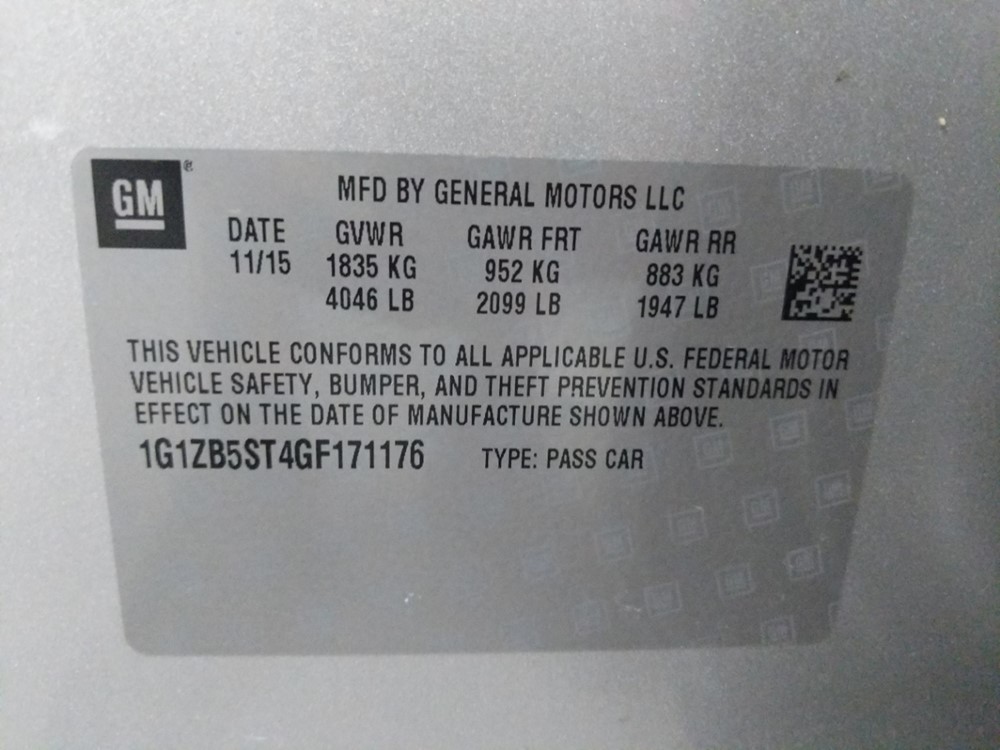 GM®
MFD BY GENERAL MOTORS LLC
DATE GVWR GAWR FRT GAWR RR
11/15 1835 KG 952 KG 883 KG
4046 LB 2099 LB 1947 LB
THIS VEHICLE CONFORMS TO ALL APPLICABLE U.S. FEDERAL MOTOR
VEHICLE SAFETY, BUMPER, AND THEFT PREVENTION STANDARDS IN
EFFECT ON THE DATE OF MANUFACTURE SHOWN ABOVE.
1G1ZB5ST4GF171176 TYPE: PASS CAR